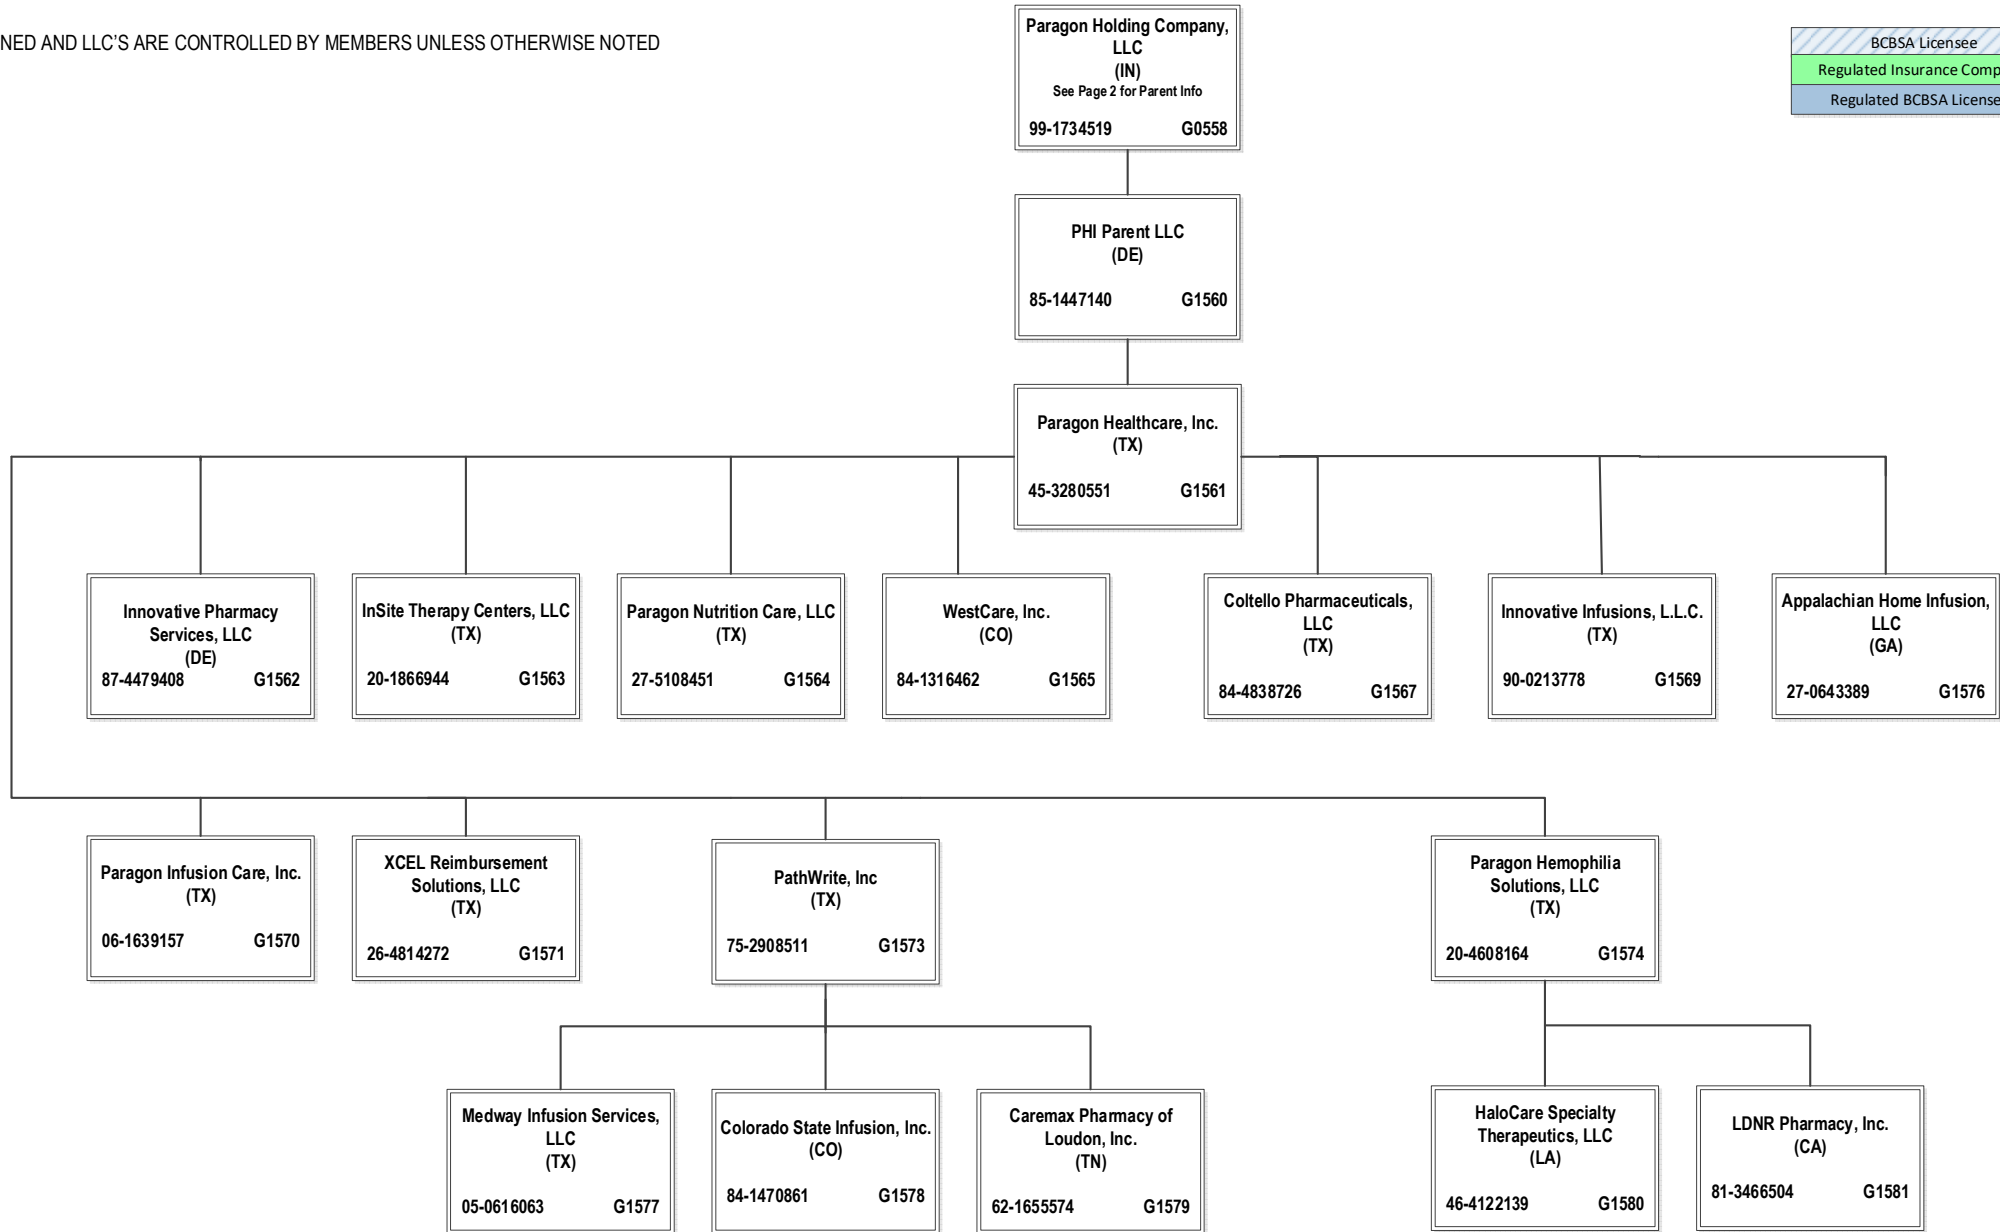 NED AND LLC'S ARE CONTROLLED BY MEMBERS UNLESS OTHERWISE NOTED
BCBSA Licensee
Regulated Insurance Comp
Regulated BCBSA License
Paragon Holding Company,
LLC
(IN)
See Page 2 for Parent Info
99-1734519 G0558
PHI Parent LLC
(DE)
85-1447140 G1560
Paragon Healthcare, Inc.
(TX)
45-3280551 G1561
Innovative Pharmacy
Services, LLC
(DE)
87-4479408 G1562
InSite Therapy Centers, LLC
(TX)
20-1866944 G1563
Paragon Nutrition Care, LLC
(TX)
27-5108451 G1564
WestCare, Inc.
(CO)
84-1316462 G1565
Coltello Pharmaceuticals,
LLC
(TX)
84-4838726 G1567
Innovative Infusions, L.L.C.
(TX)
90-0213778 G1569
Appalachian Home Infusion,
LLC
(GA)
27-0643389 G1576
Paragon Infusion Care, Inc.
(TX)
06-1639157 G1570
XCEL Reimbursement
Solutions, LLC
(TX)
26-4814272 G1571
PathWrite, Inc
(TX)
75-2908511 G1573
Paragon Hemophilia
Solutions, LLC
(TX)
20-4608164 G1574
Medway Infusion Services,
LLC
(TX)
05-0616063 G1577
Colorado State Infusion, Inc.
(CO)
84-1470861 G1578
Caremax Pharmacy of
Loudon, Inc.
(TN)
62-1655574 G1579
HaloCare Specialty
Therapeutics, LLC
(LA)
46-4122139 G1580
LDNR Pharmacy, Inc.
(CA)
81-3466504 G1581